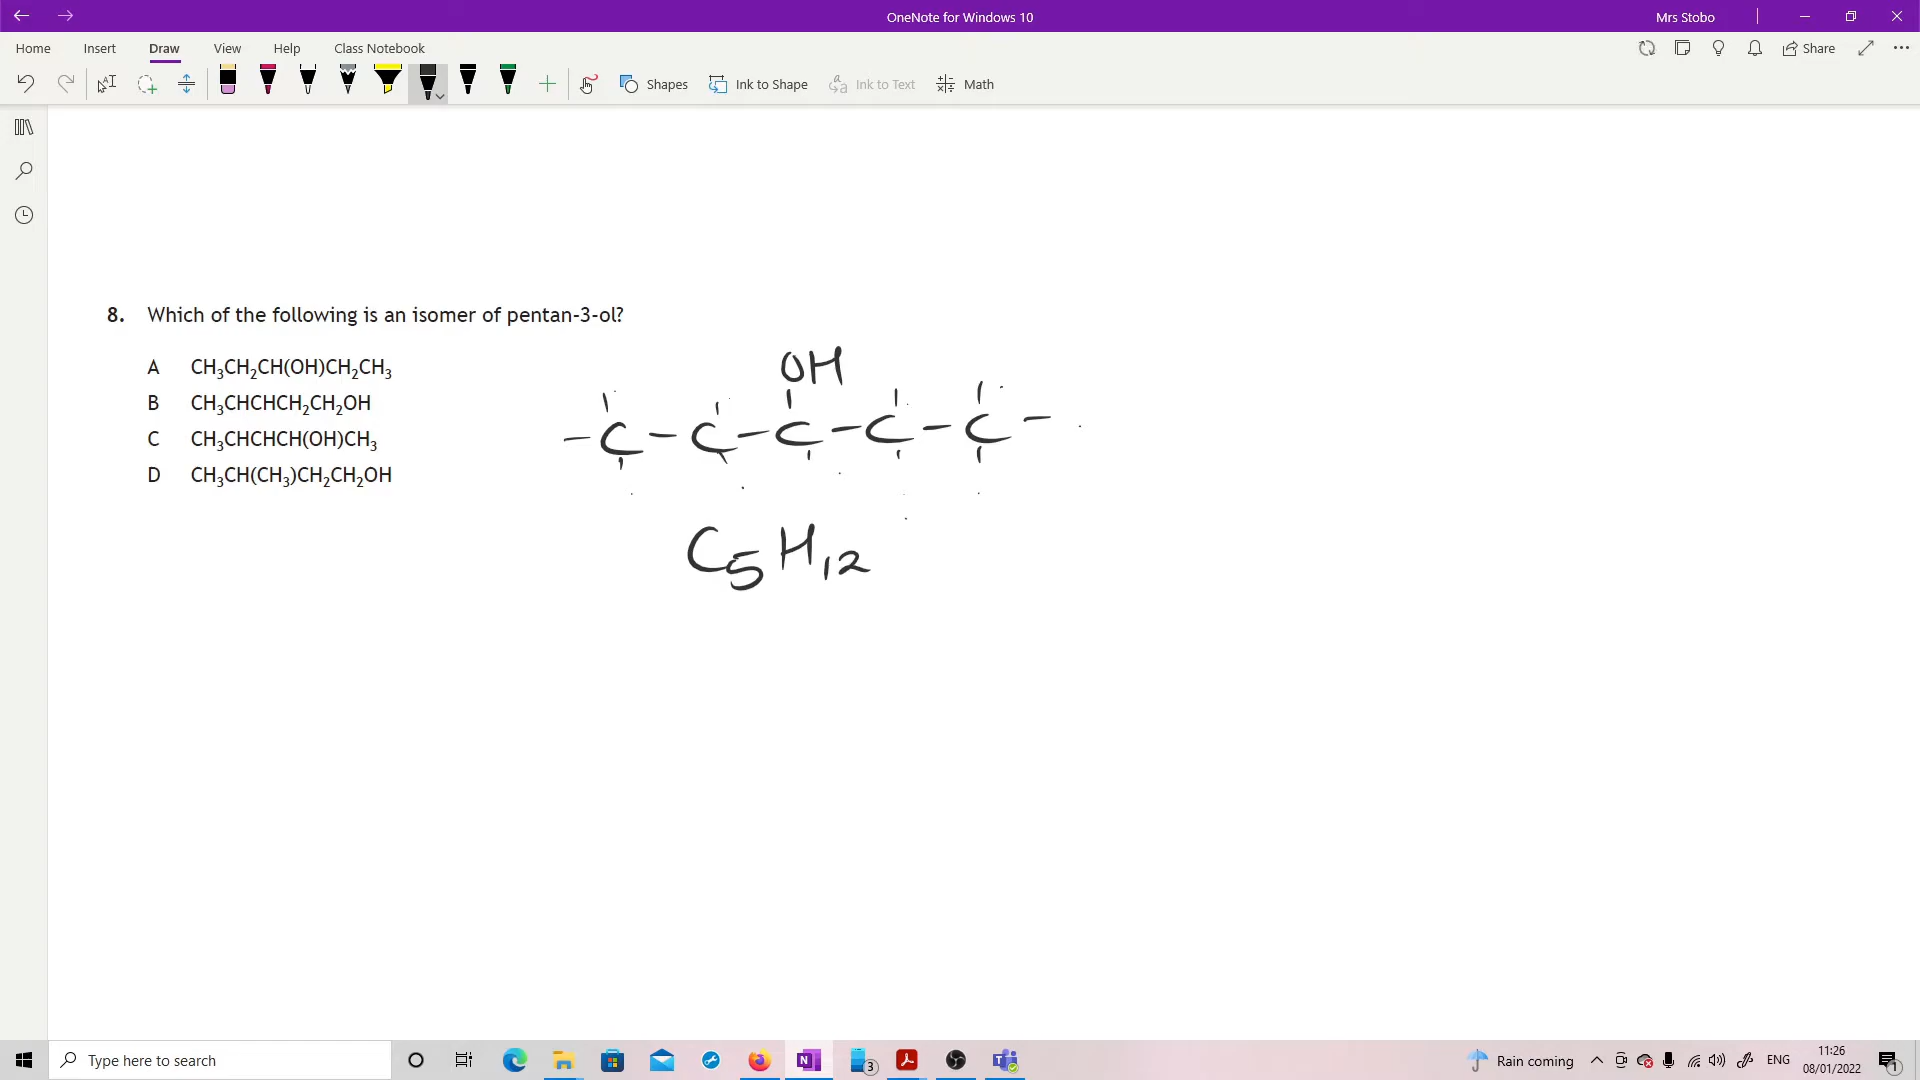 OneNote for Windows 10
Mrs Stobo
Home Insert Draw View Help Class Notebook
Share
Shapes Ink to Shape Ink to Text Math
8. Which of the following is an isomer of pentan-3-ol?
A CH₃CH₂CH(OH)CH₂CH₃
B CH₃CHCHCH₂CH₂OH
C CH₃CHCHCH(OH)CH₃
D CH₃CH(CH₃)CH₂CH₂OH
OH
- C - C - C - C - C -
C₅H₁₂
Type here to search
3
Rain coming
ENG
11:26
08/01/2022
1